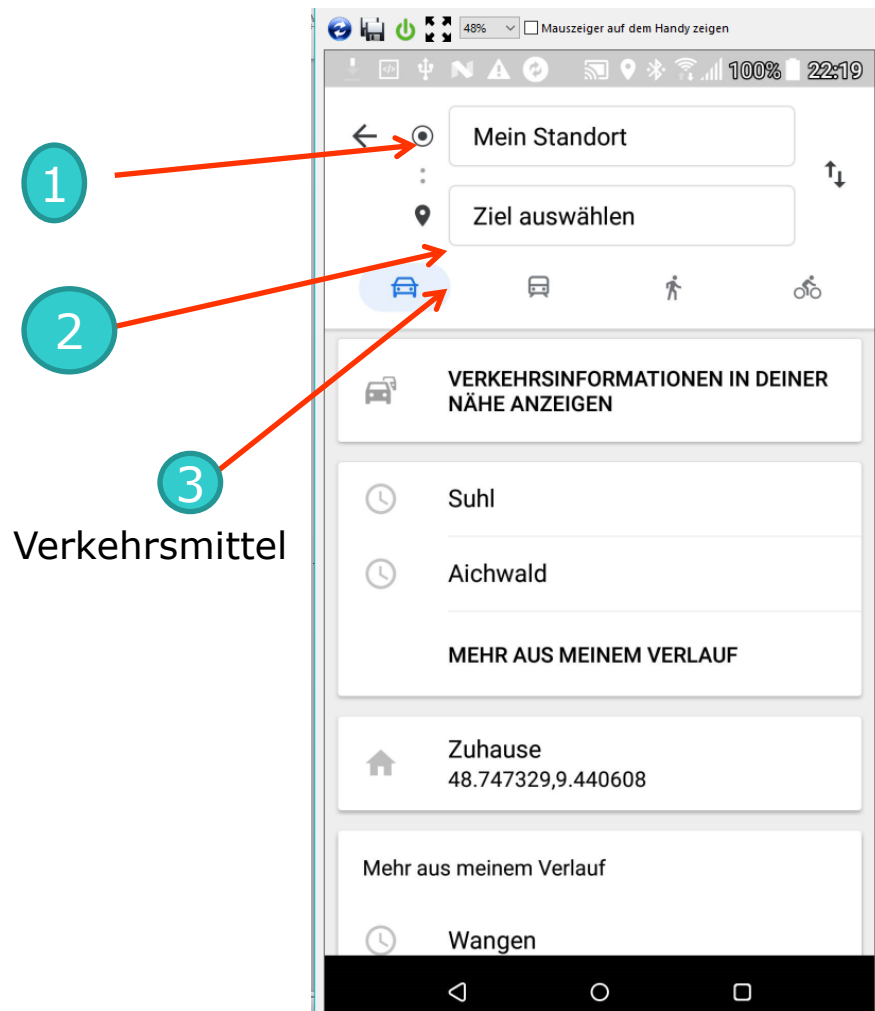 48% Mauszeiger auf dem Handy zeigen
100% 22:19
1
Mein Standort
2
Ziel auswählen
3
Verkehrsmittel
VERKEHRSINFORMATIONEN IN DEINER
NÄHE ANZEIGEN
Suhl
Aichwald
MEHR AUS MEINEM VERLAUF
Zuhause
48.747329,9.440608
Mehr aus meinem Verlauf
Wangen